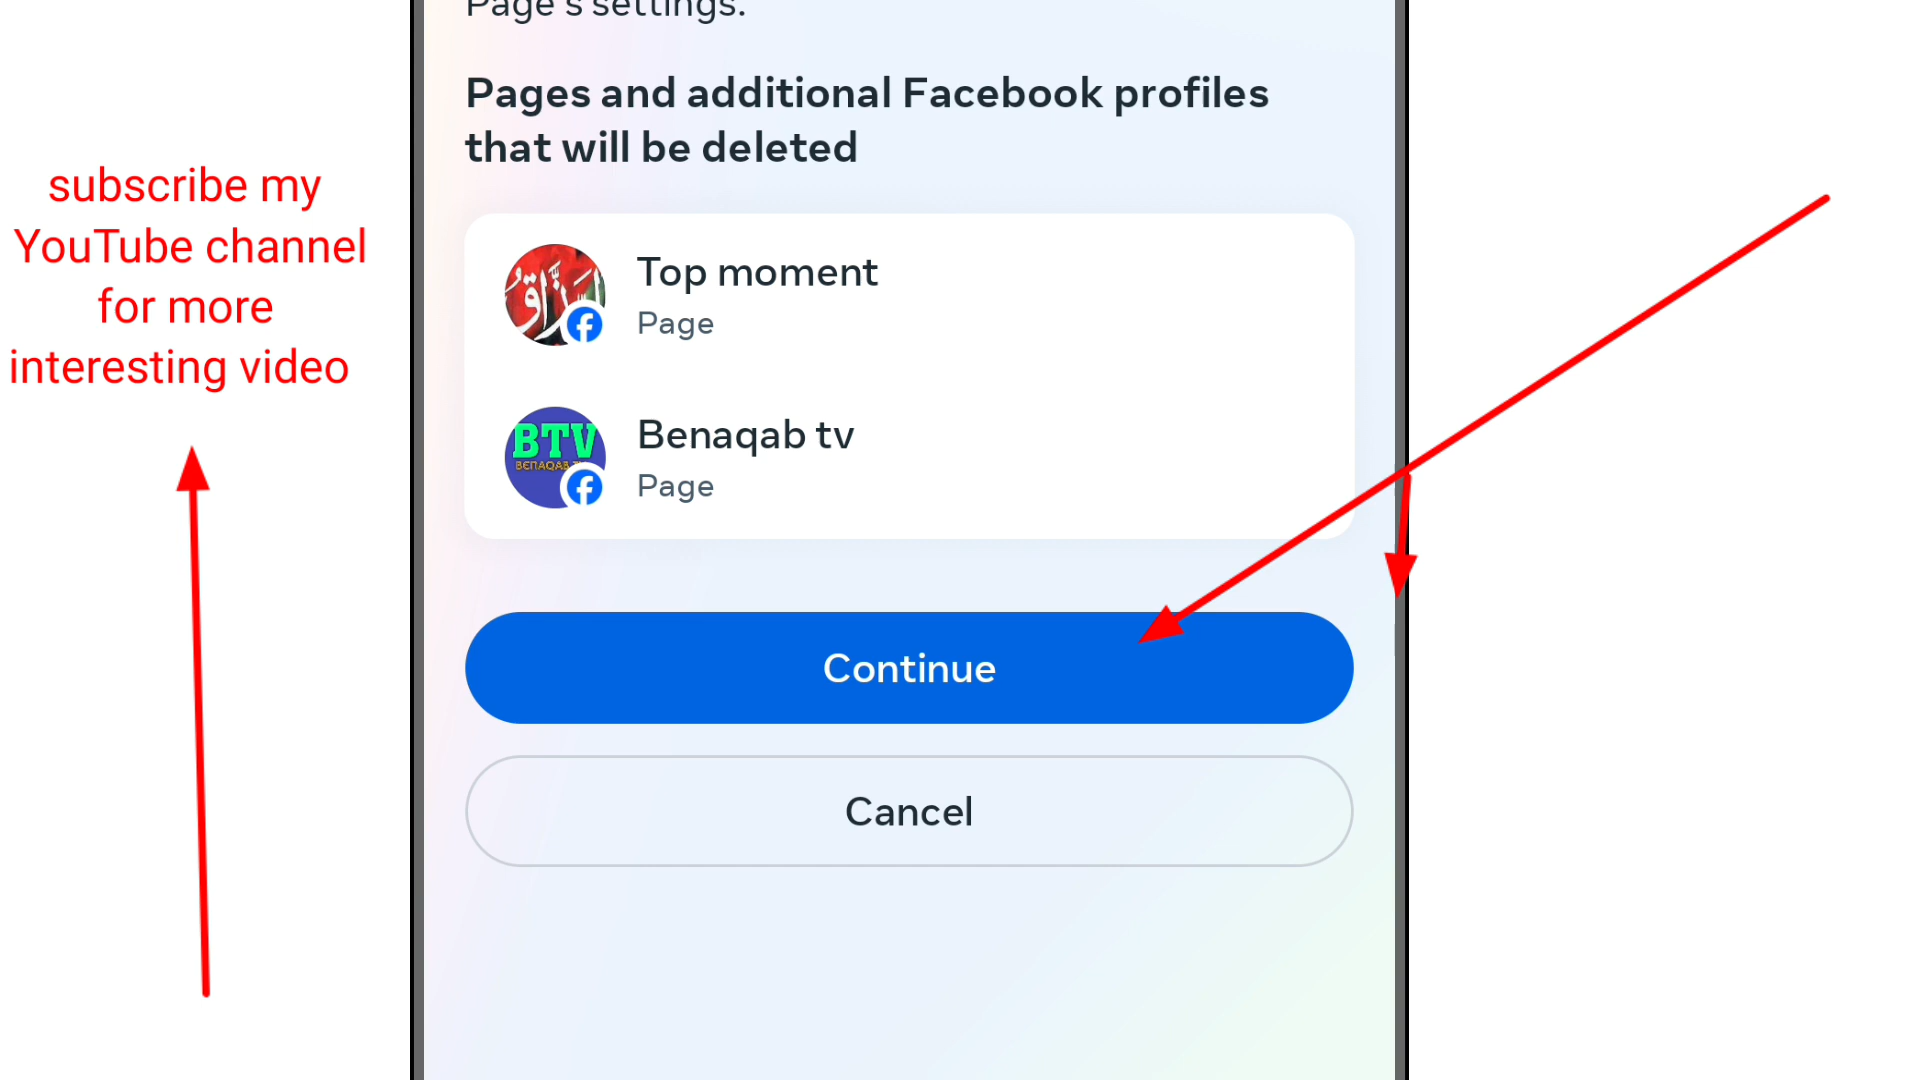 Page's settings.
Pages and additional Facebook profiles
that will be deleted
subscribe my
YouTube channel
for more
interesting video
Top moment
Page
BTV
Benaqab tv
Page
Continue
Cancel